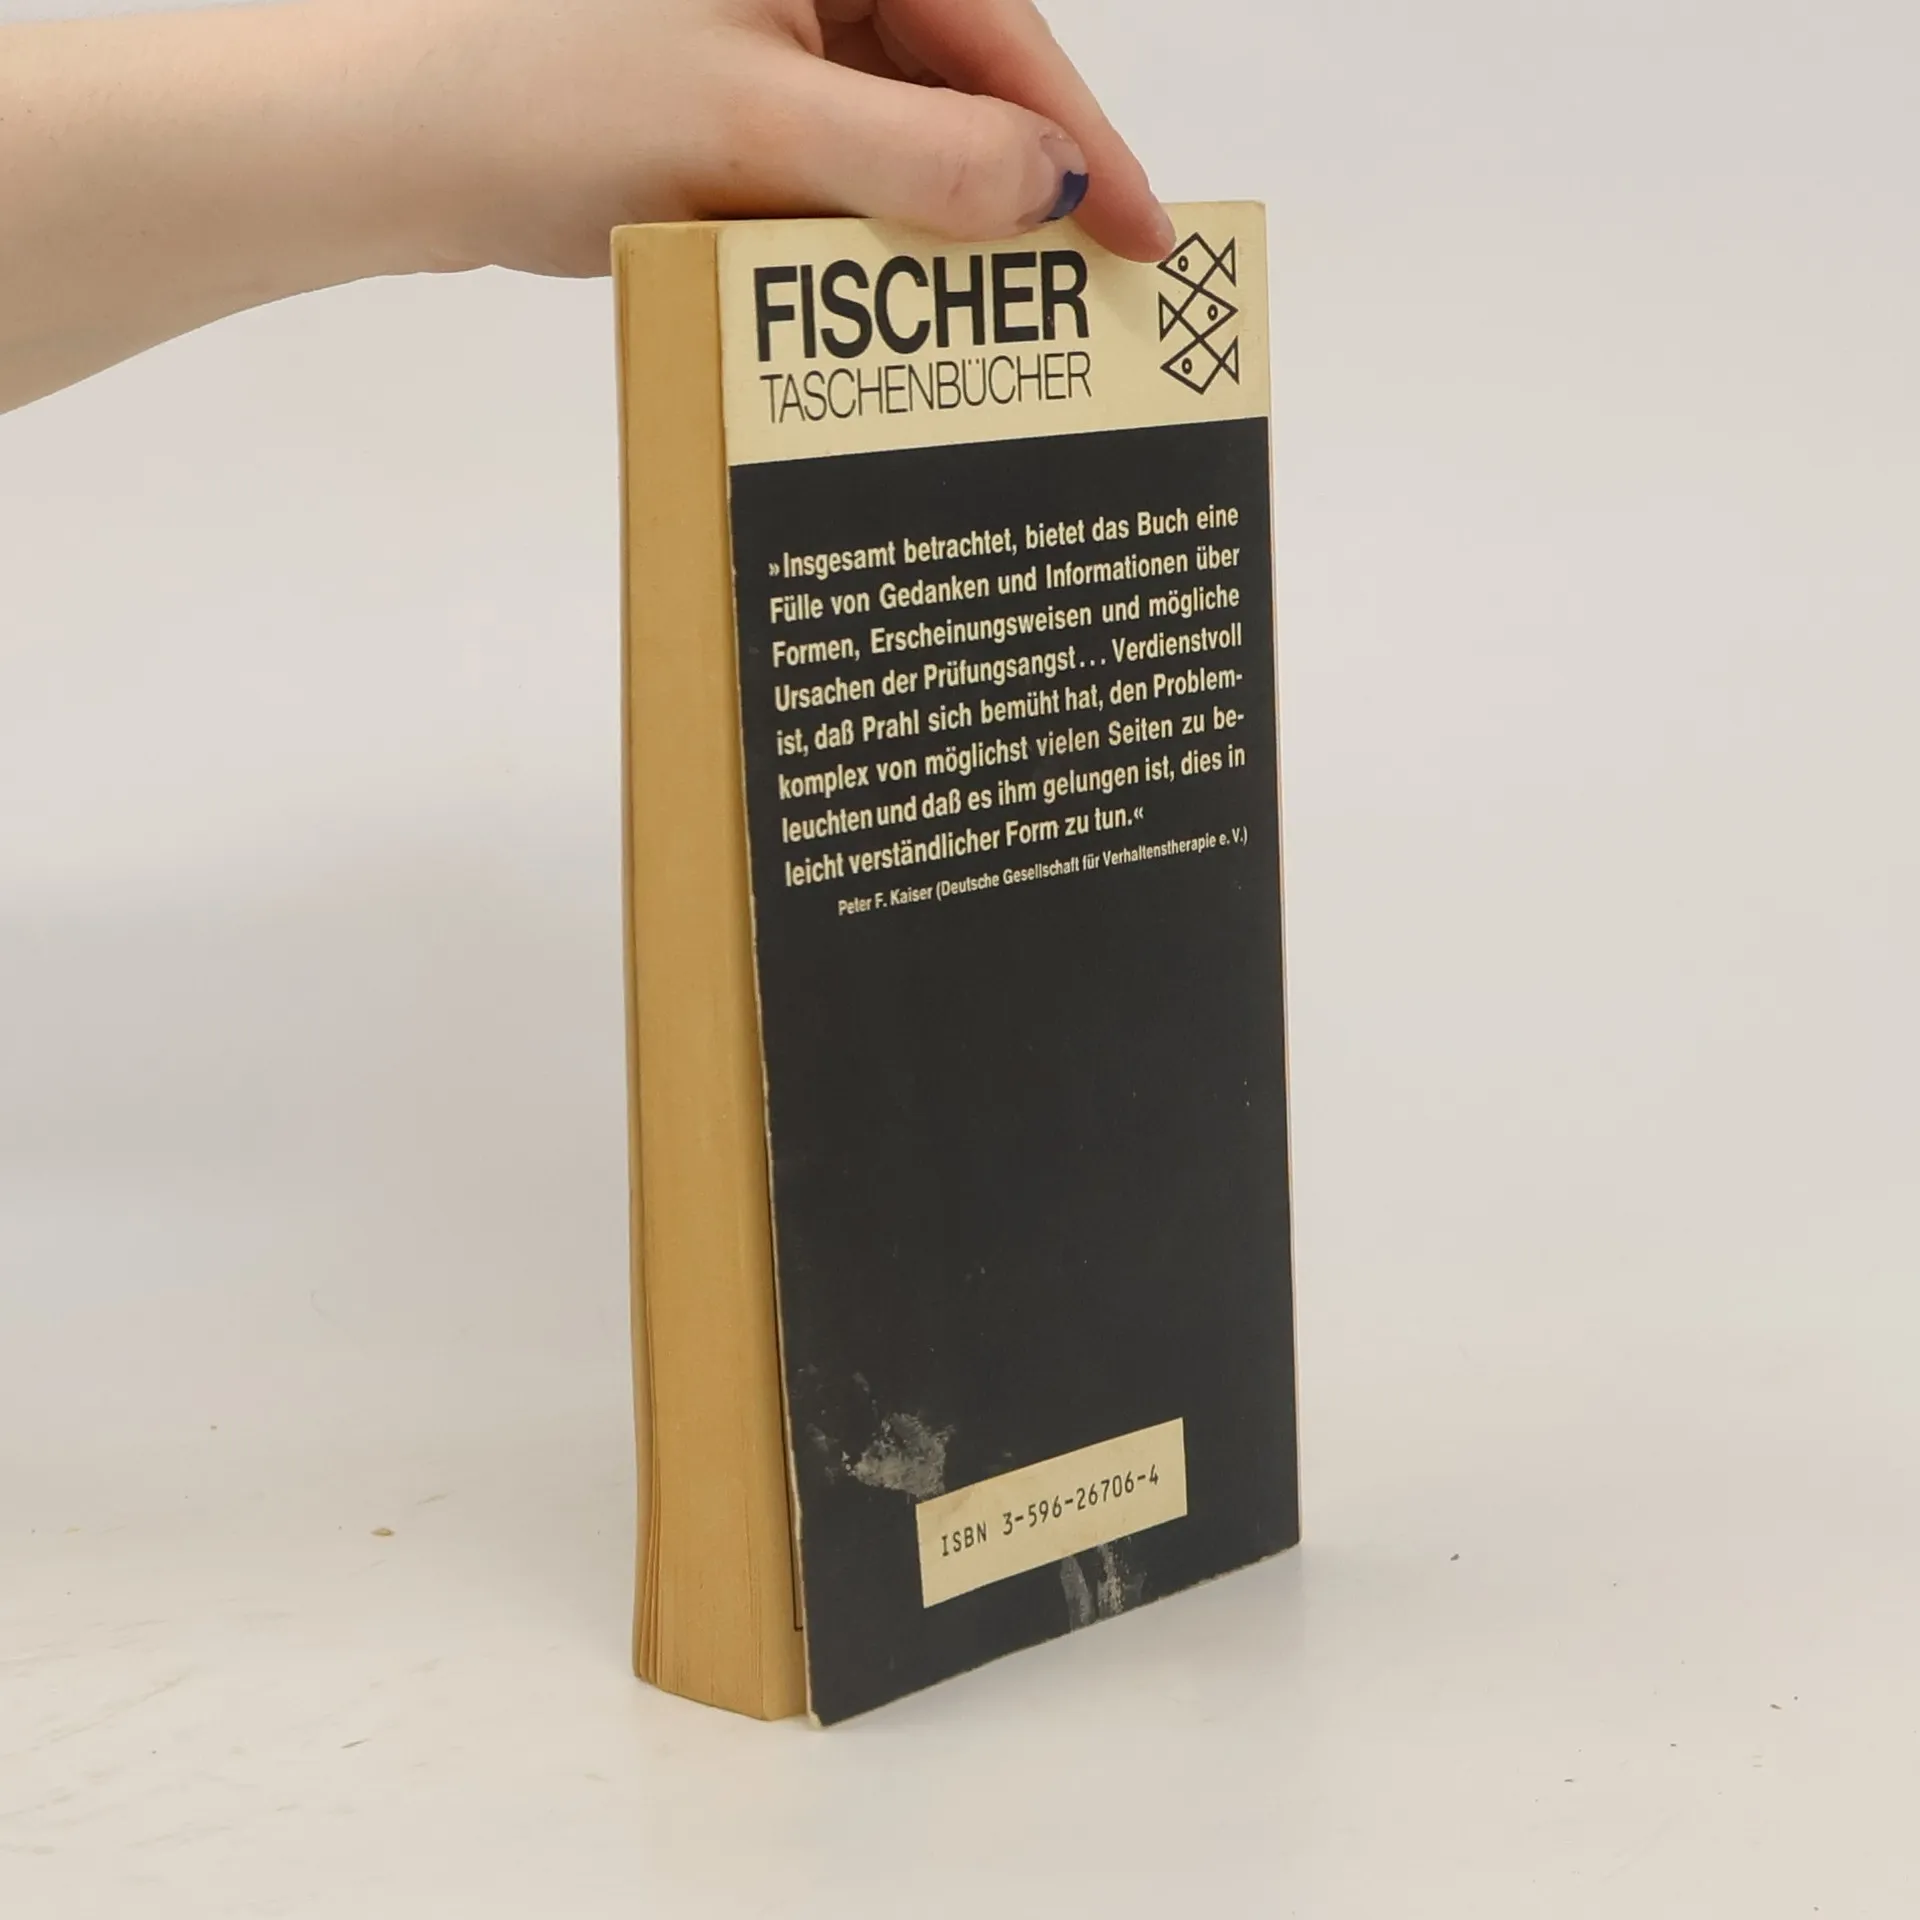 FISCHER
TASCHENBÜCHER
»Insgesamt betrachtet, bietet das Buch eine
Fülle von Gedanken und Informationen über
Formen, Erscheinungsweisen und mögliche
Ursachen der Prüfungsangst... Verdienstvoll
ist, daß Prahl sich bemüht hat, den Problem-
komplex von möglichst vielen Seiten zu be-
leuchten und daß es ihm gelungen ist, dies in
leicht verständlicher Form zu tun.«
Peter F. Kaiser (Deutsche Gesellschaft für Verhaltenstherapie e. V.)
ISBN 3-596-26706-4